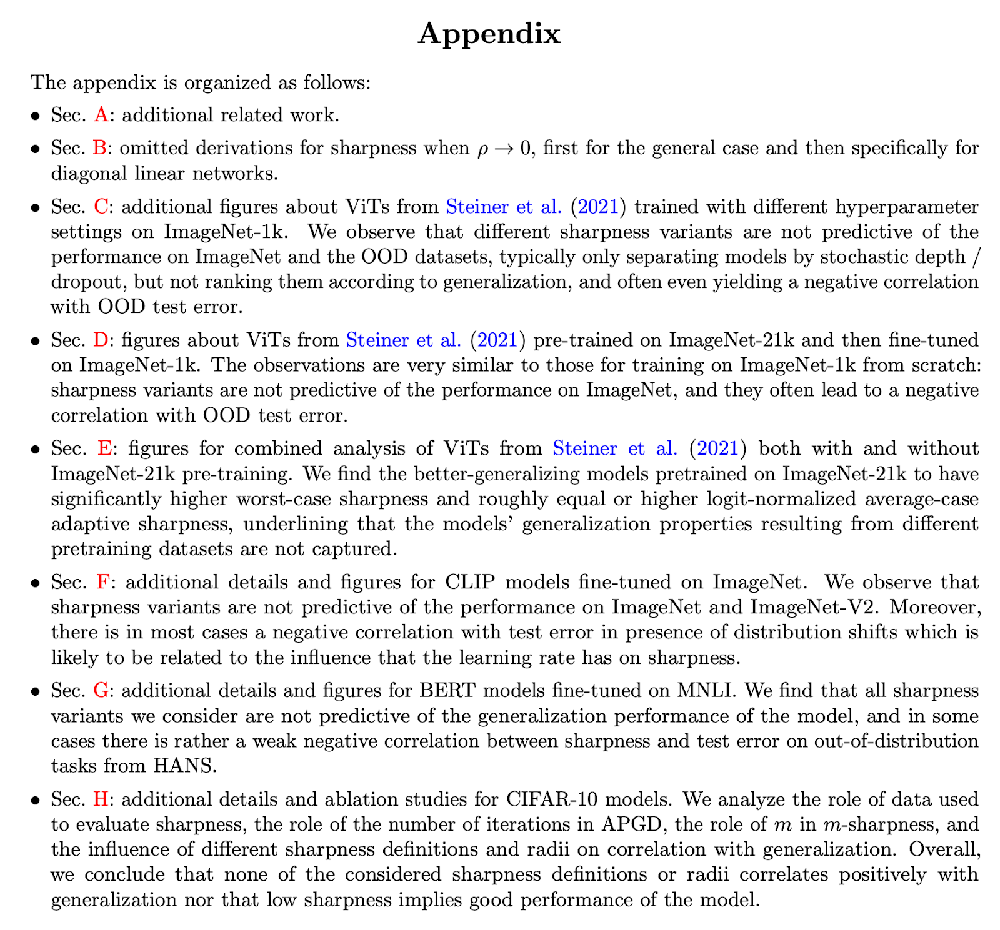 Appendix
The appendix is organized as follows:
• Sec. A: additional related work.
• Sec. B: omitted derivations for sharpness when ρ → 0, first for the general case and then specifically for
diagonal linear networks.
• Sec. C: additional figures about ViTs from Steiner et al. (2021) trained with different hyperparameter
settings on ImageNet-1k. We observe that different sharpness variants are not predictive of the
performance on ImageNet and the OOD datasets, typically only separating models by stochastic depth /
dropout, but not ranking them according to generalization, and often even yielding a negative correlation
with OOD test error.
• Sec. D: figures about ViTs from Steiner et al. (2021) pre-trained on ImageNet-21k and then fine-tuned
on ImageNet-1k. The observations are very similar to those for training on ImageNet-1k from scratch:
sharpness variants are not predictive of the performance on ImageNet, and they often lead to a negative
correlation with OOD test error.
• Sec. E: figures for combined analysis of ViTs from Steiner et al. (2021) both with and without
ImageNet-21k pre-training. We find the better-generalizing models pretrained on ImageNet-21k to have
significantly higher worst-case sharpness and roughly equal or higher logit-normalized average-case
adaptive sharpness, underlining that the models' generalization properties resulting from different
pretraining datasets are not captured.
• Sec. F: additional details and figures for CLIP models fine-tuned on ImageNet. We observe that
sharpness variants are not predictive of the performance on ImageNet and ImageNet-V2. Moreover,
there is in most cases a negative correlation with test error in presence of distribution shifts which is
likely to be related to the influence that the learning rate has on sharpness.
• Sec. G: additional details and figures for BERT models fine-tuned on MNLI. We find that all sharpness
variants we consider are not predictive of the generalization performance of the model, and in some
cases there is rather a weak negative correlation between sharpness and test error on out-of-distribution
tasks from HANS.
• Sec. H: additional details and ablation studies for CIFAR-10 models. We analyze the role of data used
to evaluate sharpness, the role of the number of iterations in APGD, the role of m in m-sharpness, and
the influence of different sharpness definitions and radii on correlation with generalization. Overall,
we conclude that none of the considered sharpness definitions or radii correlates positively with
generalization nor that low sharpness implies good performance of the model.